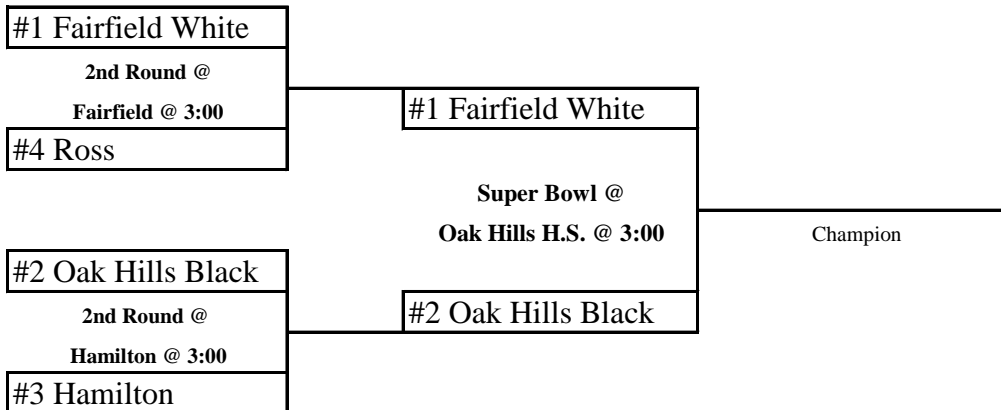 #1 Fairfield White
2nd Round @
Fairfield @ 3:00
#4 Ross
#1 Fairfield White
Super Bowl @
Oak Hills H.S. @ 3:00
Champion
#2 Oak Hills Black
2nd Round @
Hamilton @ 3:00
#3 Hamilton
#2 Oak Hills Black